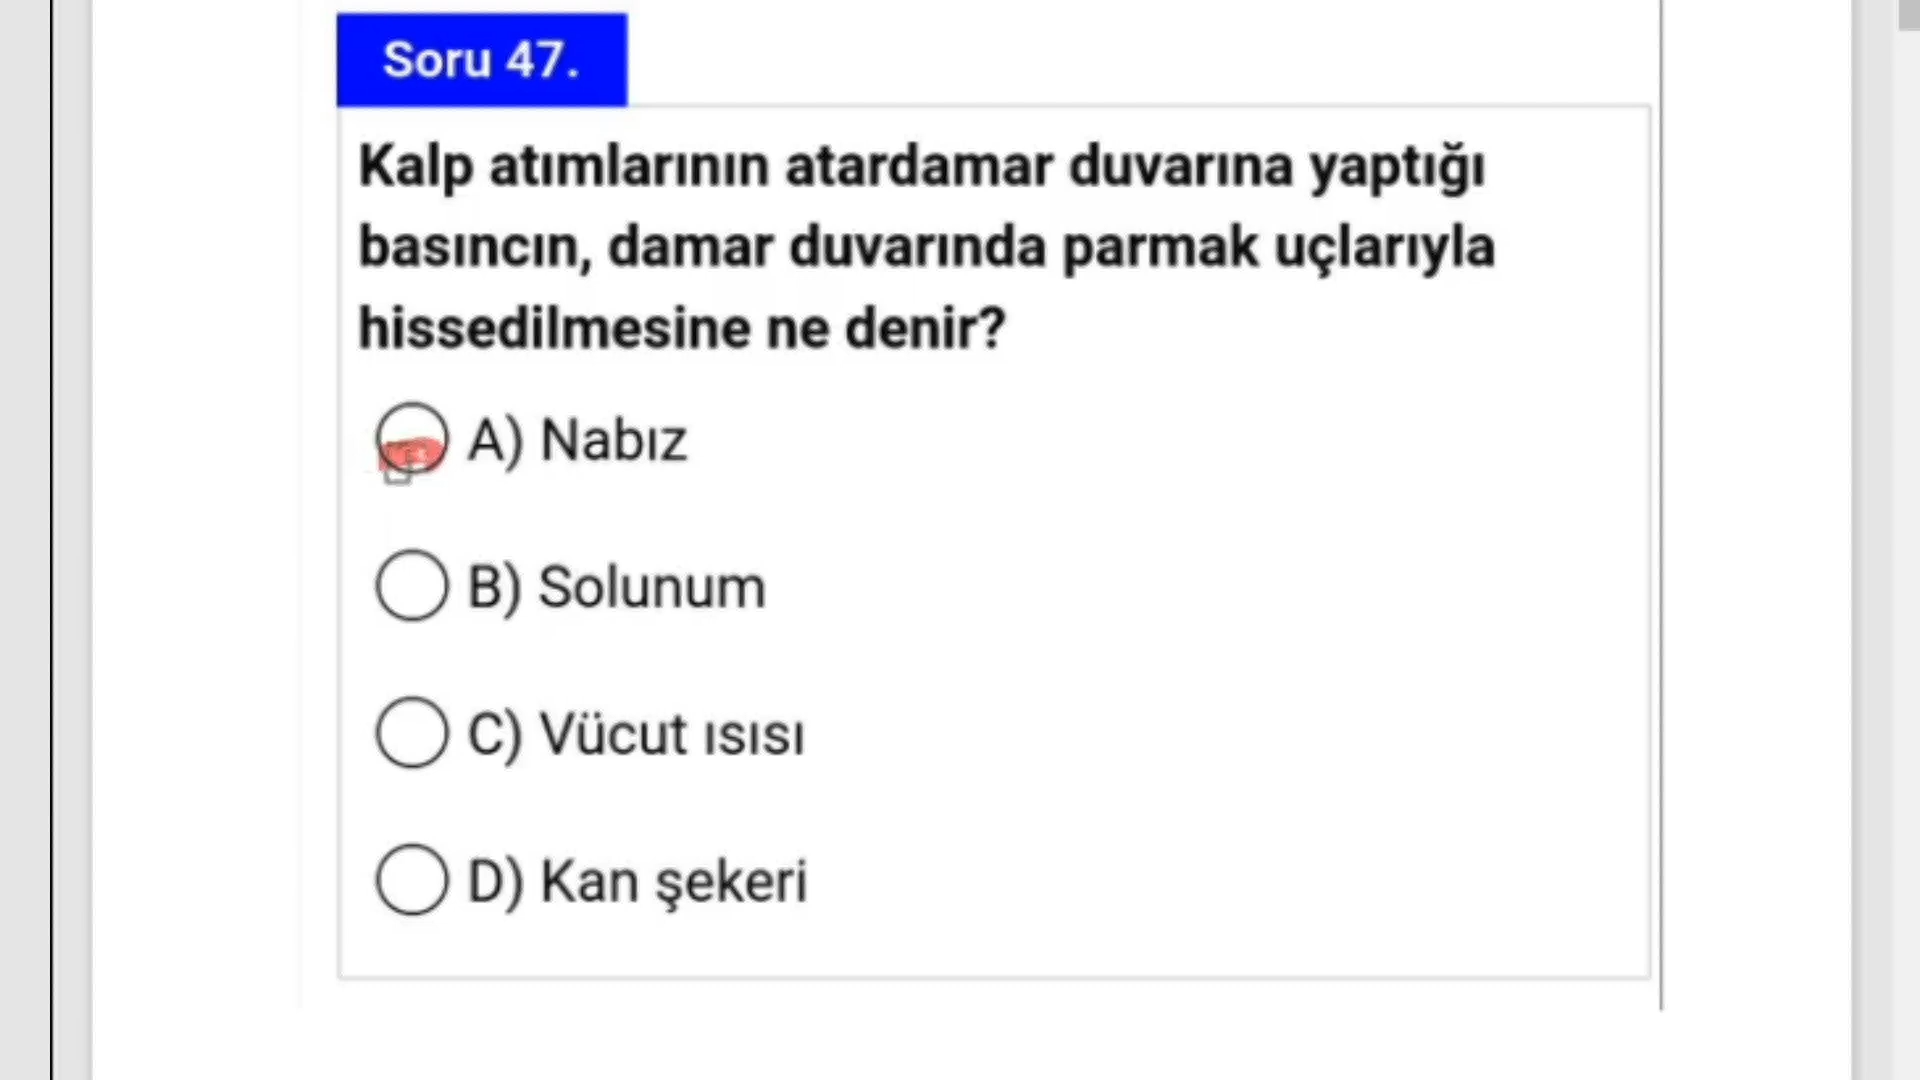 Soru 47.
Kalp atımlarının atardamar duvarına yaptığı
basıncın, damar duvarında parmak uçlarıyla
hissedilmesine ne denir?
A) Nabız
B) Solunum
C) Vücut ısısı
D) Kan şekeri